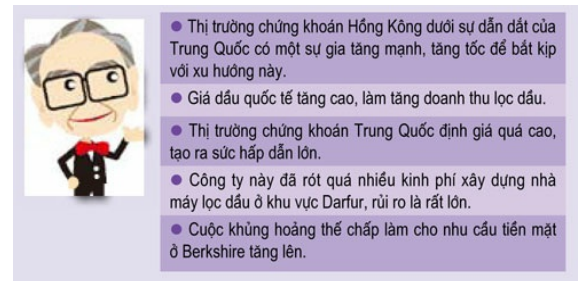 ● Thị trường chứng khoán Hồng Kông dưới sự dẫn dắt của
Trung Quốc có một sự gia tăng mạnh, tăng tốc để bắt kịp
với xu hướng này.
● Giá dầu quốc tế tăng cao, làm tăng doanh thu lọc dầu.
● Thị trường chứng khoán Trung Quốc định giá quá cao,
tạo ra sức hấp dẫn lớn.
● Công ty này đã rót quá nhiều kinh phí xây dựng nhà
máy lọc dầu ở khu vực Darfur, rủi ro là rất lớn.
● Cuộc khủng hoảng thế chấp làm cho nhu cầu tiền mặt
ở Berkshire tăng lên.